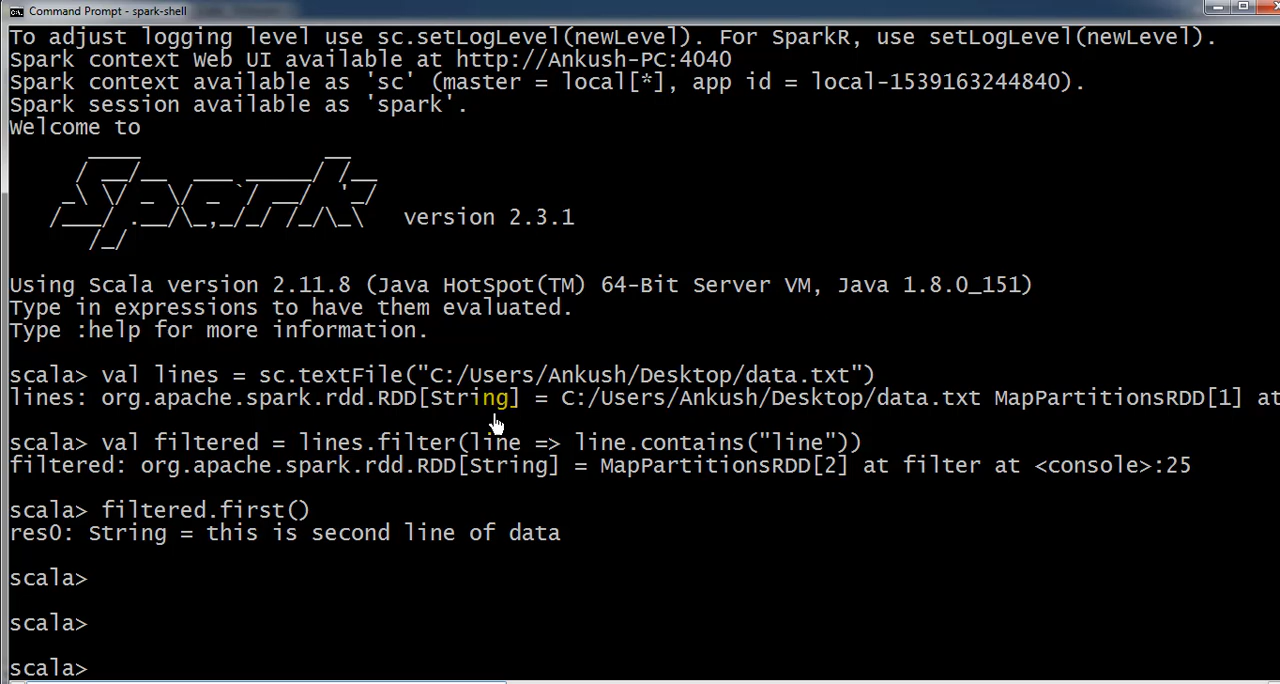 Command Prompt - spark-shell
To adjust logging level use sc.setLogLevel(newLevel). For SparkR, use setLogLevel(newLevel).
Spark context Web UI available at http://Ankush-PC:4040
Spark context available as 'sc' (master = local[*], app id = local-1539163244840).
Spark session available as 'spark'.
Welcome to
Spark version 2.3.1
Using Scala version 2.11.8 (Java HotSpot(TM) 64-Bit Server VM, Java 1.8.0_151)
Type in expressions to have them evaluated.
Type :help for more information.
scala> val lines = sc.textFile("C:/Users/Ankush/Desktop/data.txt")
lines: org.apache.spark.rdd.RDD[String] = C:/Users/Ankush/Desktop/data.txt MapPartitionsRDD[1] at
scala> val filtered = lines.filter(line => line.contains("line"))
filtered: org.apache.spark.rdd.RDD[String] = MapPartitionsRDD[2] at filter at <console>:25
scala> filtered.first()
res0: String = this is second line of data
scala>
scala>
scala>